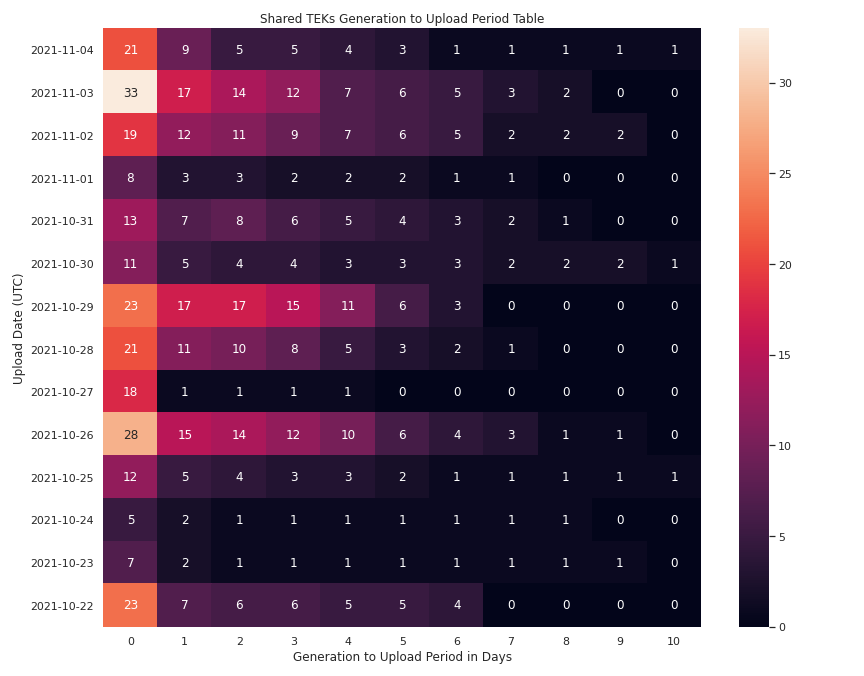 Shared TEKs Generation to Upload Period Table
Upload Date (UTC)
2021-11-04 21 9 5 5 4 3 1 1 1 1 1
2021-11-03 33 17 14 12 7 6 5 3 2 0 0
2021-11-02 19 12 11 9 7 6 5 2 2 2 0
2021-11-01 8 3 3 2 2 2 1 1 0 0 0
2021-10-31 13 7 8 6 5 4 3 2 1 0 0
2021-10-30 11 5 4 4 3 3 3 2 2 2 1
2021-10-29 23 17 17 15 11 6 3 0 0 0 0
2021-10-28 21 11 10 8 5 3 2 1 0 0 0
2021-10-27 18 1 1 1 1 0 0 0 0 0 0
2021-10-26 28 15 14 12 10 6 4 3 1 1 0
2021-10-25 12 5 4 3 3 2 1 1 1 1 1
2021-10-24 5 2 1 1 1 1 1 1 1 0 0
2021-10-23 7 2 1 1 1 1 1 1 1 1 0
2021-10-22 23 7 6 6 5 5 4 0 0 0 0
0 1 2 3 4 5 6 7 8 9 10
Generation to Upload Period in Days
30
25
20
15
10
5
0